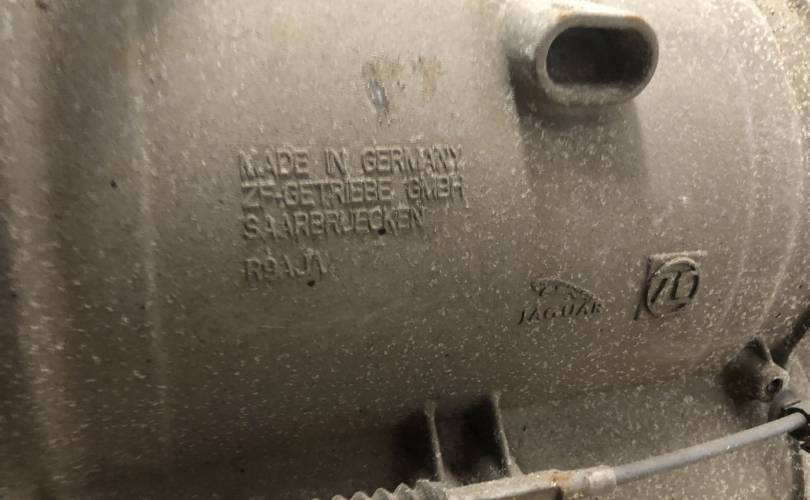 MADE IN GERMANY
ZF-GETRIEBE GMBH
SAARBRUECKEN
R9AJA
JAGUAR
ZF